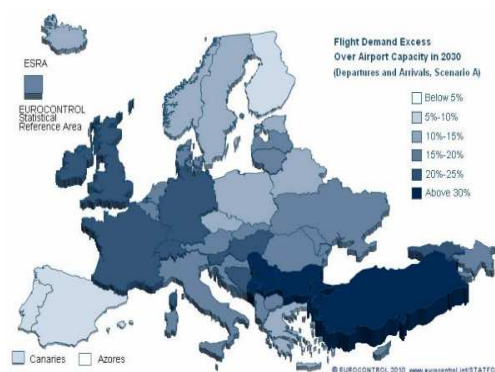 Flight Demand Excess
Over Airport Capacity in 2030
(Departures and Arrivals, Scenario A)
Below 5%
5%-10%
10%-15%
15%-20%
20%-25%
Above 30%
ESRA
EUROCONTROL
Statistical
Reference Area
Canaries
Azores
© EUROCONTROL 2010 www.eurocontrol.int/STATFO